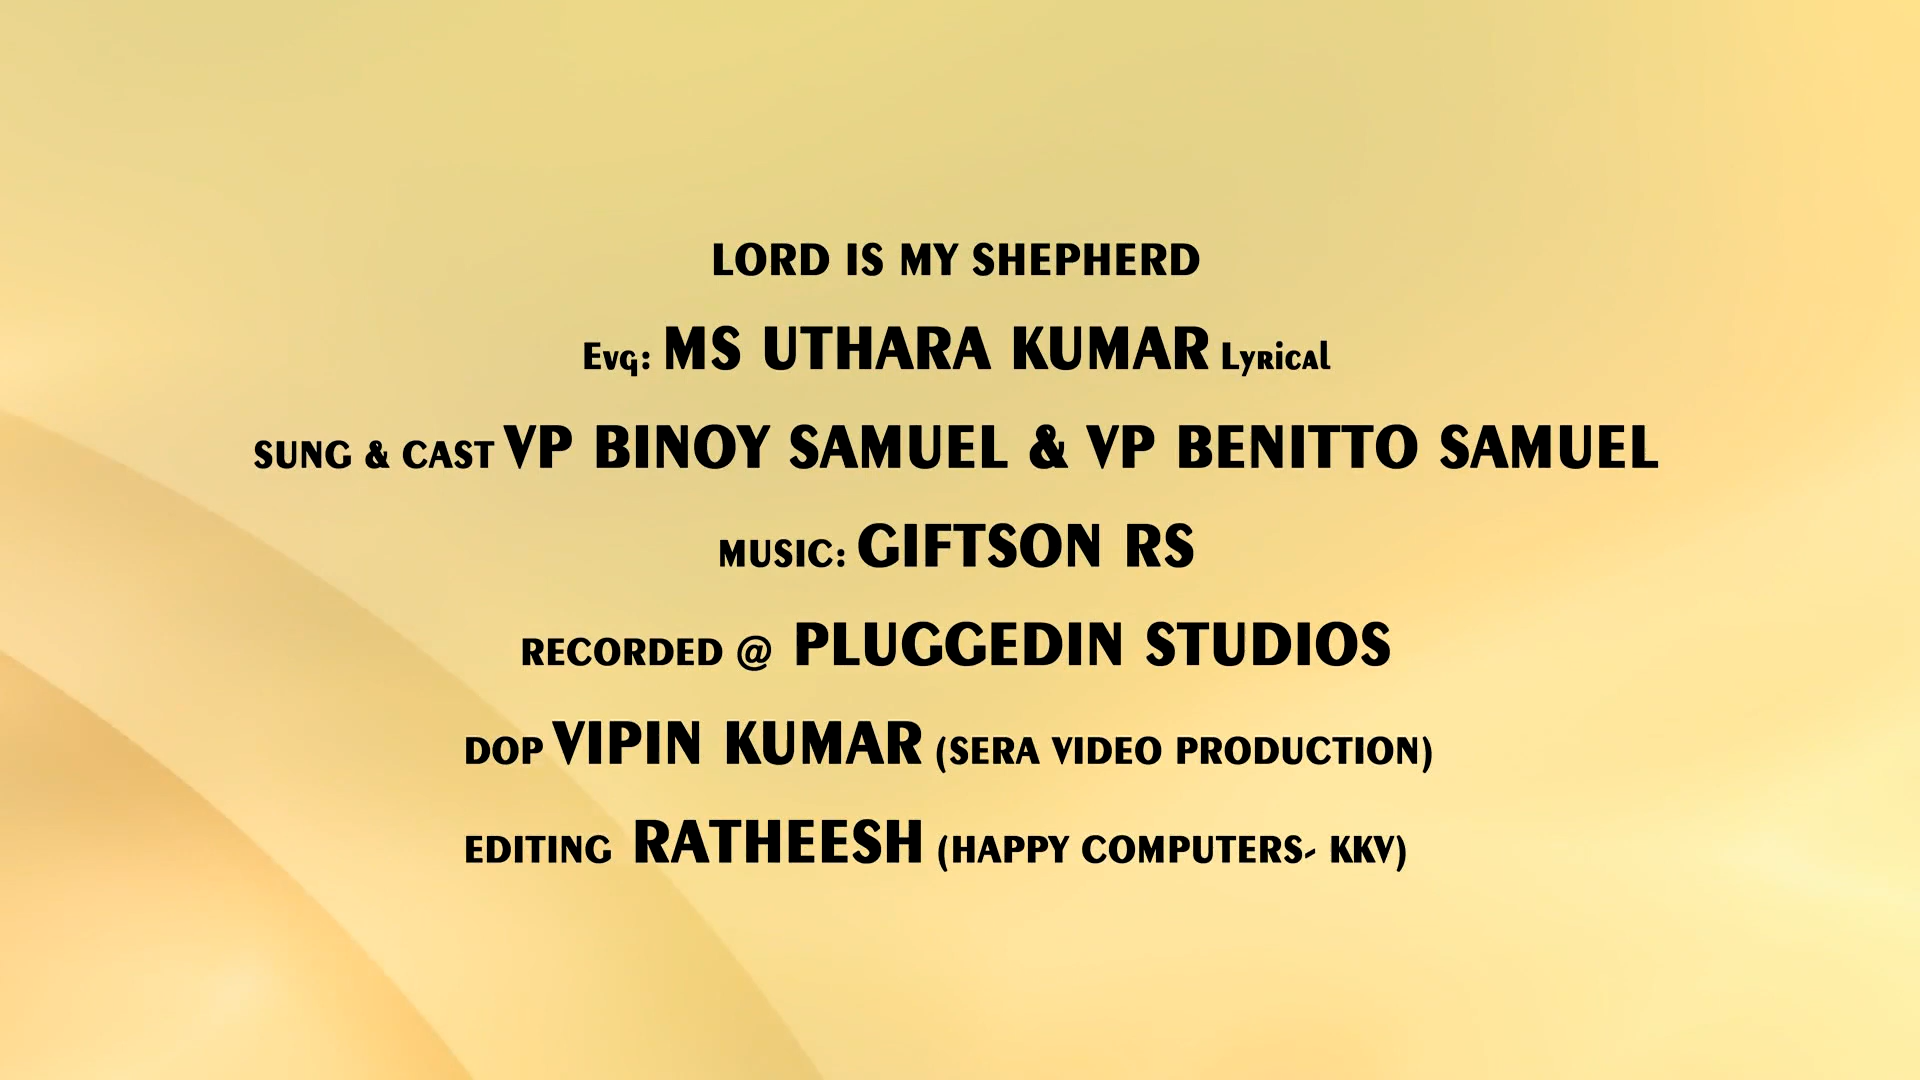 LORD IS MY SHEPHERD
Evg: MS UTHARA KUMAR Lyrical
SUNG & CAST VP BINOY SAMUEL & VP BENITTO SAMUEL
MUSIC: GIFTSON RS
RECORDED @ PLUGGEDIN STUDIOS
DOP VIPIN KUMAR (SERA VIDEO PRODUCTION)
EDITING RATHEESH (HAPPY COMPUTERS- KKV)